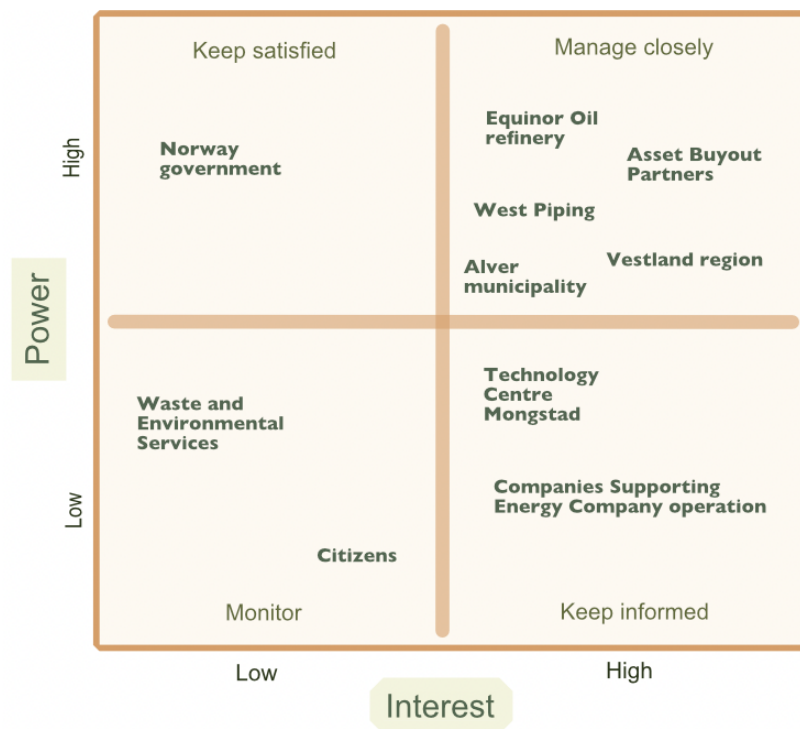 Keep satisfied
Manage closely
Norway
government
Equinor Oil
refinery
Asset Buyout
Partners
West Piping
Alver
municipality
Vestland region
High
Power
Low
Waste and
Environmental
Services
Citizens
Monitor
Technology
Centre
Mongstad
Companies Supporting
Energy Company operation
Keep informed
Low
High
Interest